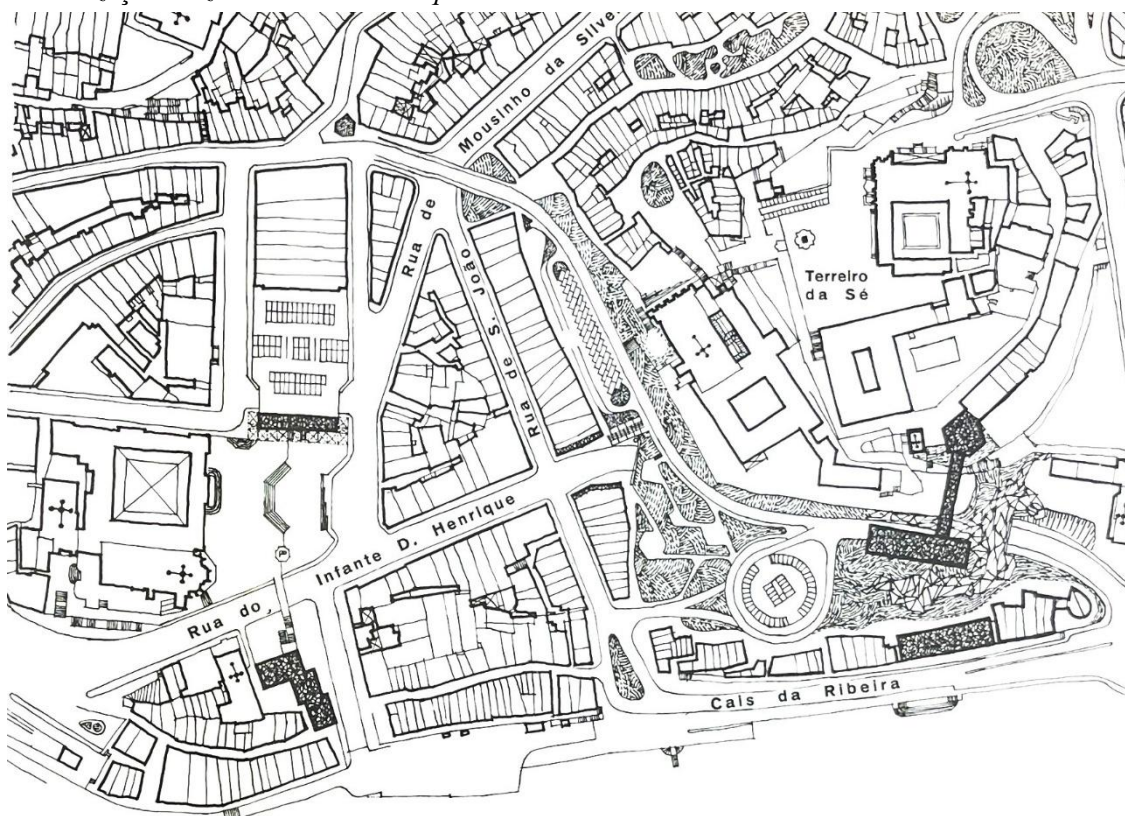 Rua de Mousinho da Silve
Rua de S. João
Terreiro
da Sé
Rua do Infante D. Henrique
Cais da Ribeira